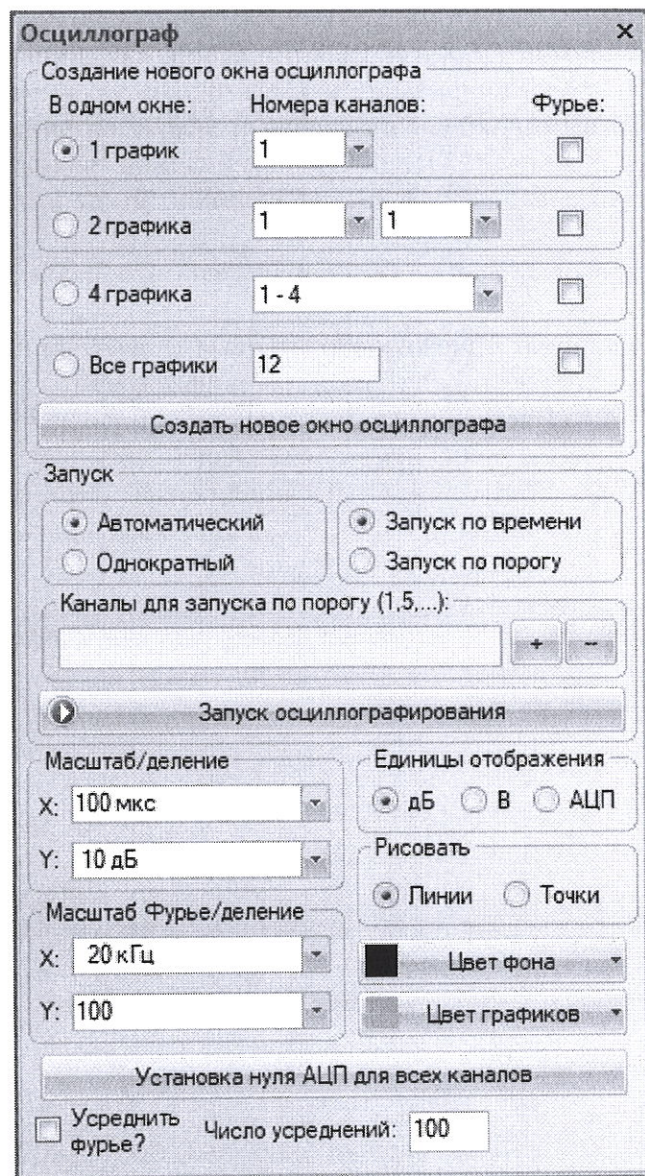 Осциллограф
Создание нового окна осциллографа
В одном окне: Номера каналов: Фурье:
1 график 1
2 графика 1 1
4 графика 1 - 4
Все графики 12
Создать новое окно осциллографа
Запуск
Автоматический
Однократный
Запуск по времени
Запуск по порогу
Каналы для запуска по порогу (1,5,...):
+ −
Запуск осциллографирования
Масштаб/деление
X: 100 мкс
Y: 10 дБ
Единицы отображения
дБ В АЦП
Рисовать
Линии Точки
Масштаб Фурье/деление
X: 20 кГц
Y: 100
Цвет фона
Цвет графиков
Установка нуля АЦП для всех каналов
Усреднить
фурье?
Число усреднений: 100